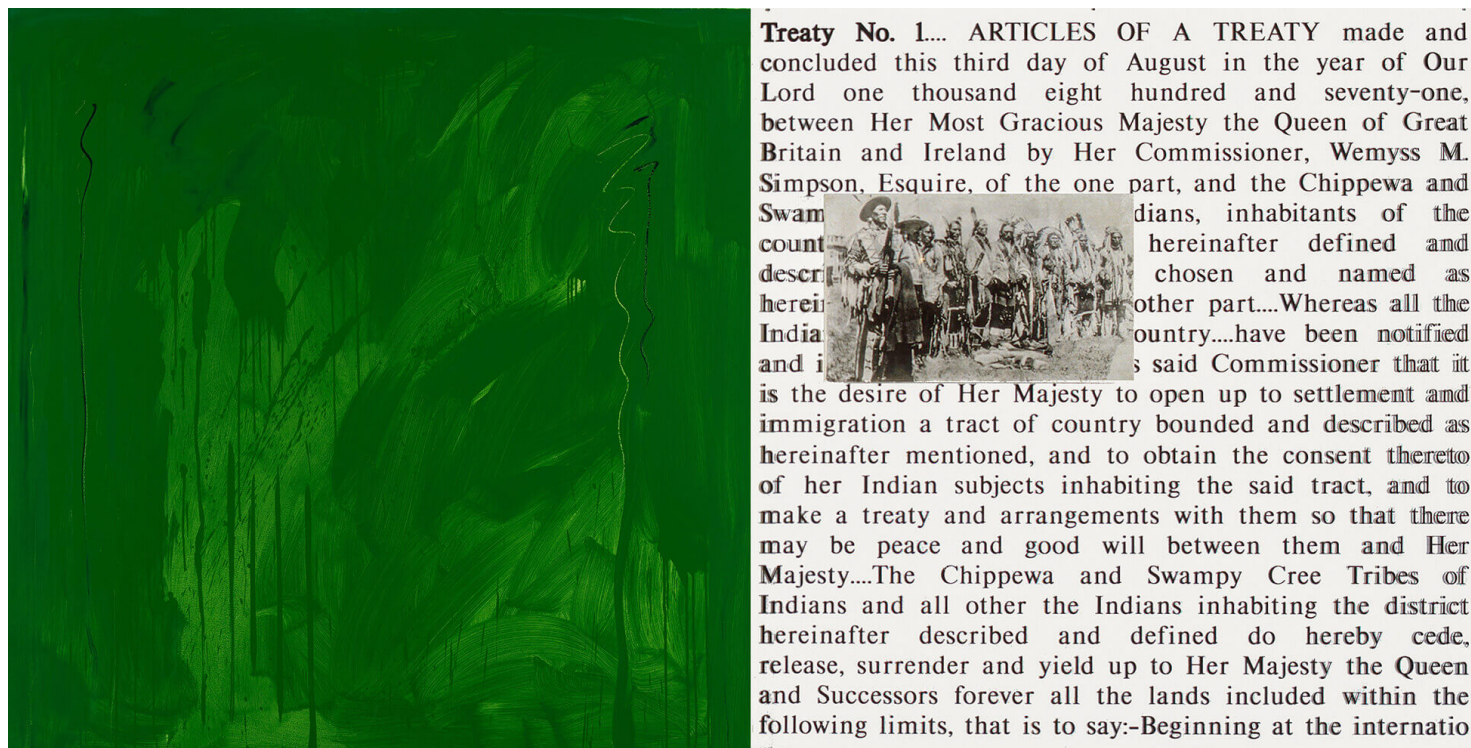 Treaty No. 1.... ARTICLES OF A TREATY made and
concluded this third day of August in the year of Our
Lord one thousand eight hundred and seventy-one,
between Her Most Gracious Majesty the Queen of Great
Britain and Ireland by Her Commissioner, Wemyss M.
Simpson, Esquire, of the one part, and the Chippewa and
Swam dians, inhabitants of the
count hereinafter defined and
descri chosen and named as
herein other part....Whereas all the
India ountry....have been notified
and i s said Commissioner that it
is the desire of Her Majesty to open up to settlement and
immigration a tract of country bounded and described as
hereinafter mentioned, and to obtain the consent thereto
of her Indian subjects inhabiting the said tract, and to
make a treaty and arrangements with them so that there
may be peace and good will between them and Her
Majesty....The Chippewa and Swampy Cree Tribes of
Indians and all other the Indians inhabiting the district
hereinafter described and defined do hereby cede,
release, surrender and yield up to Her Majesty the Queen
and Successors forever all the lands included within the
following limits, that is to say:-Beginning at the internatio